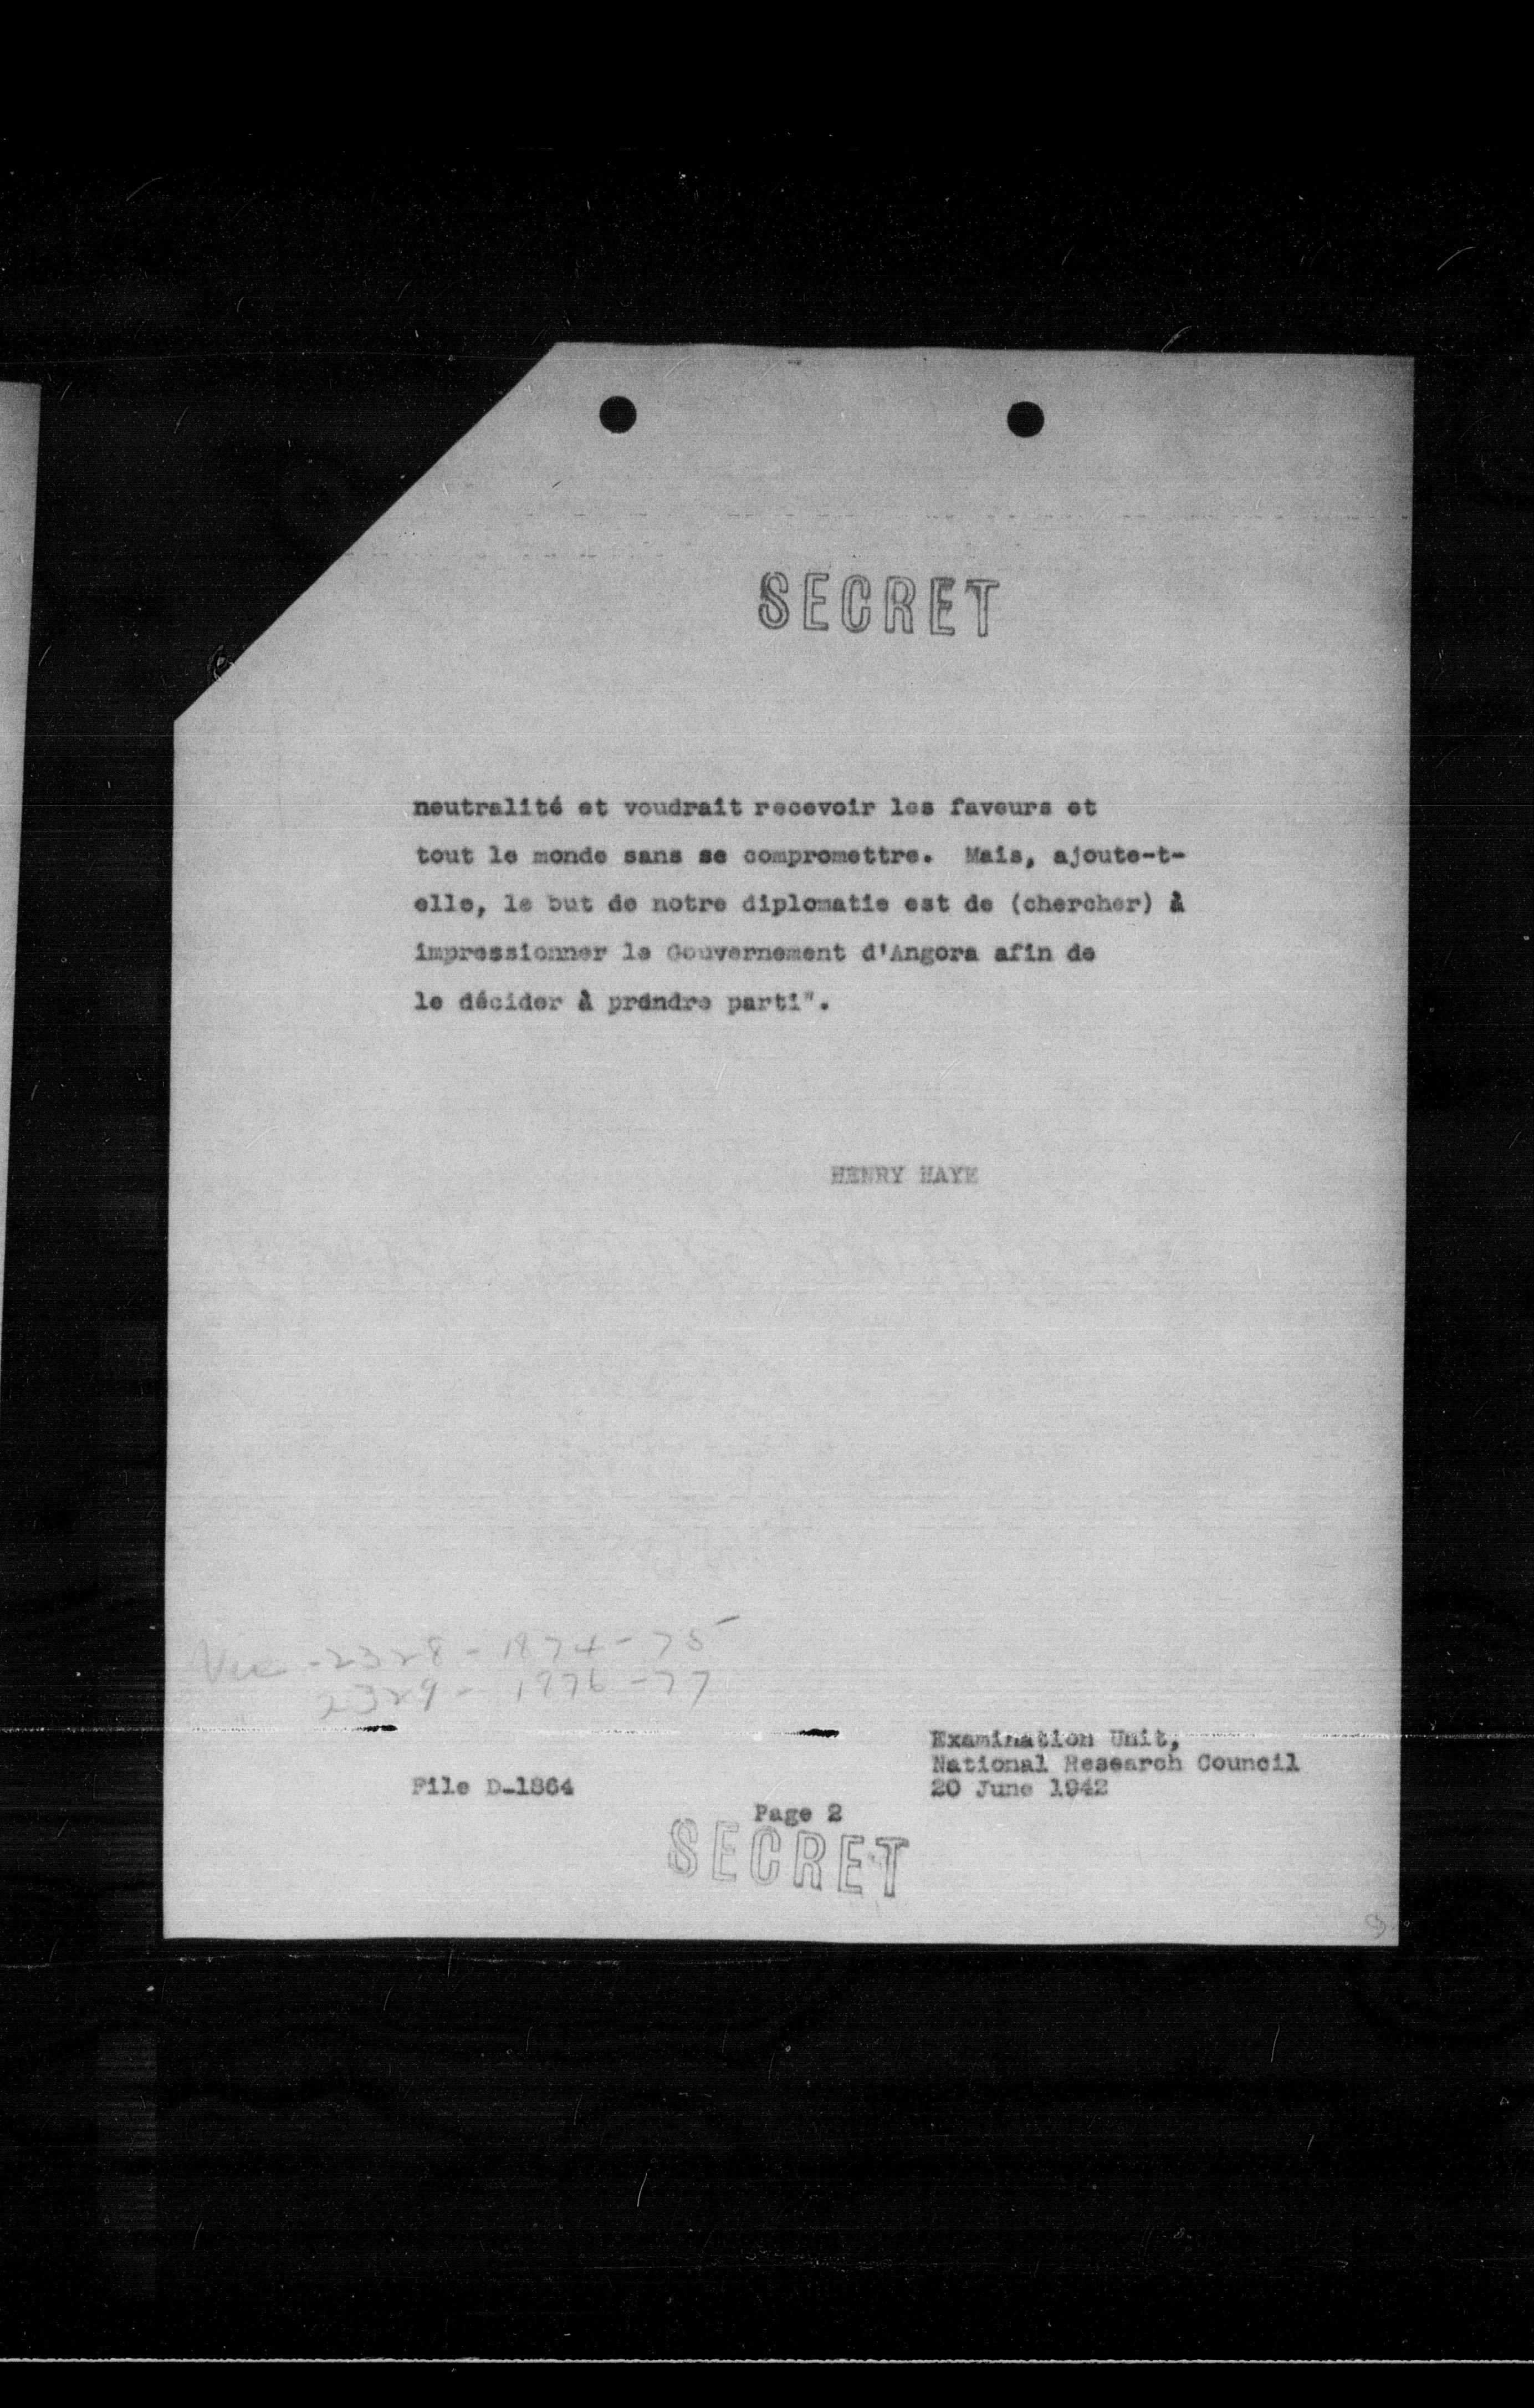 SECRET
neutralité et voudrait recevoir les faveurs et
tout le monde sans se compromettre. Mais, ajoute-t-
elle, le but de notre diplomatie est de (chercher) à
impressionner le Gouvernement d'Angora afin de
le décider à prendre parti".
HENRY HAYE
-2328 - 1874 - 75
2329 - 1876 - 77
Examination Unit,
National Research Council
File D-1864 20 June 1942
Page 2
SECRET